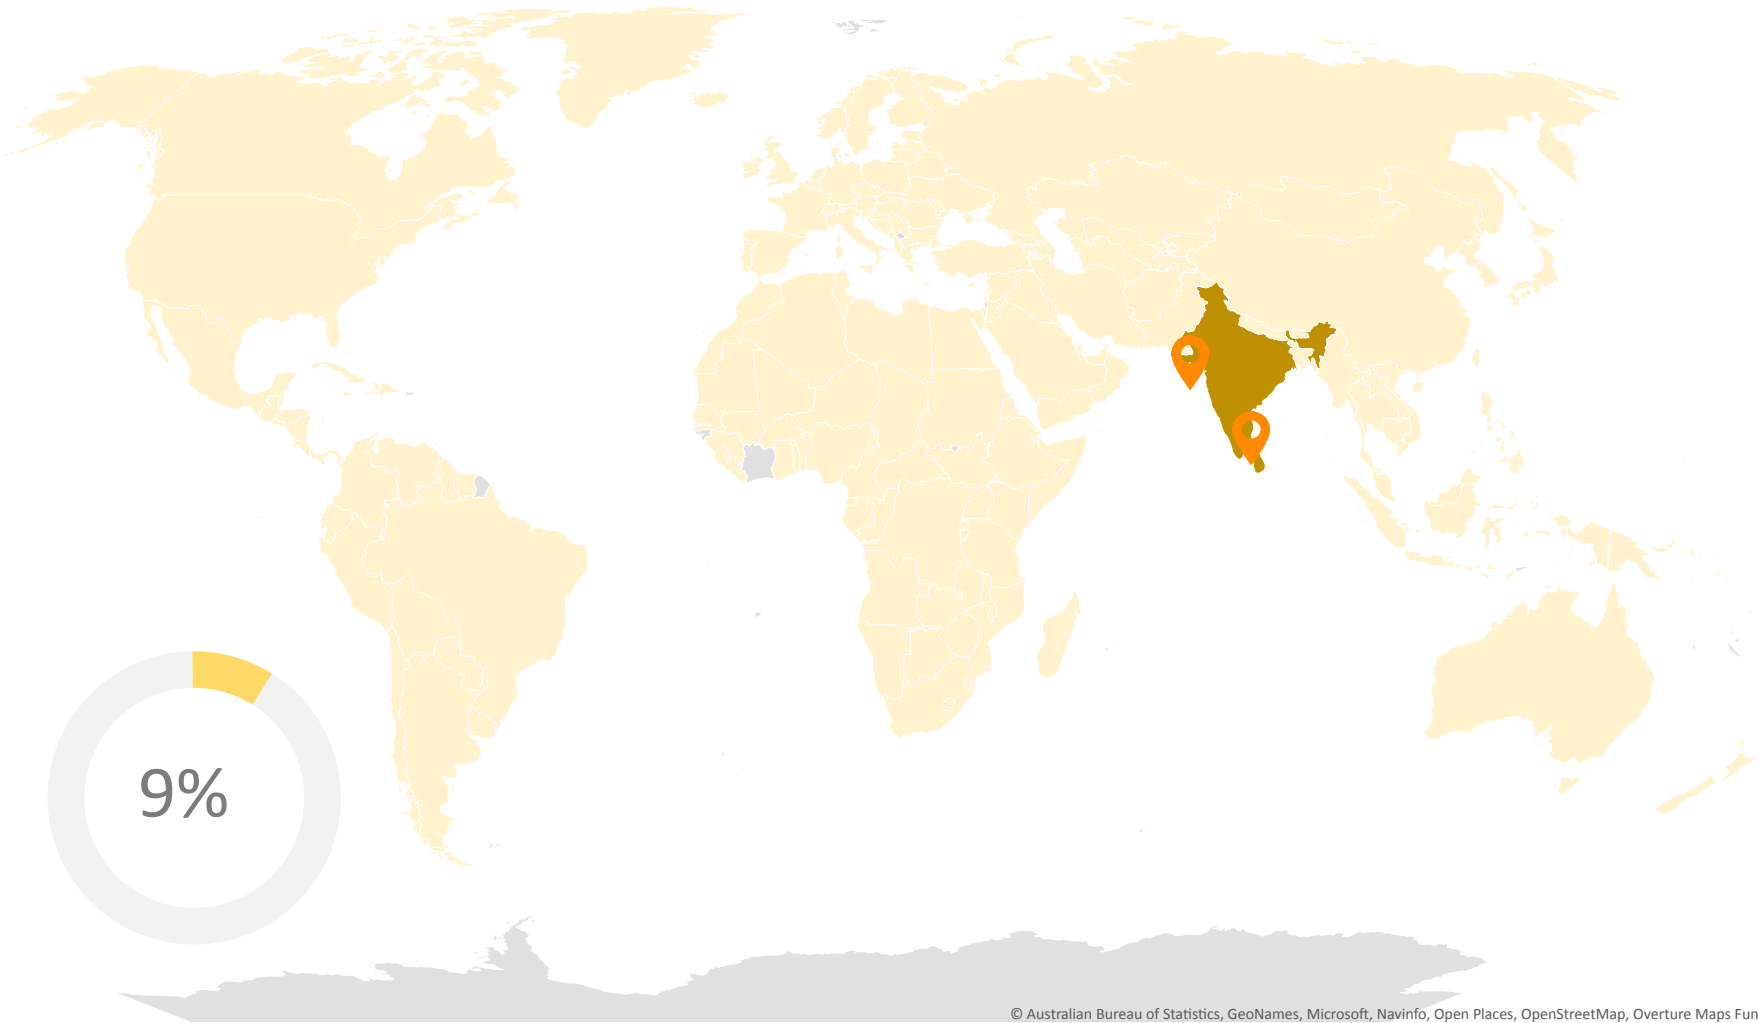 9%
© Australian Bureau of Statistics, GeoNames, Microsoft, Navinfo, Open Places, OpenStreetMap, Overture Maps Fun